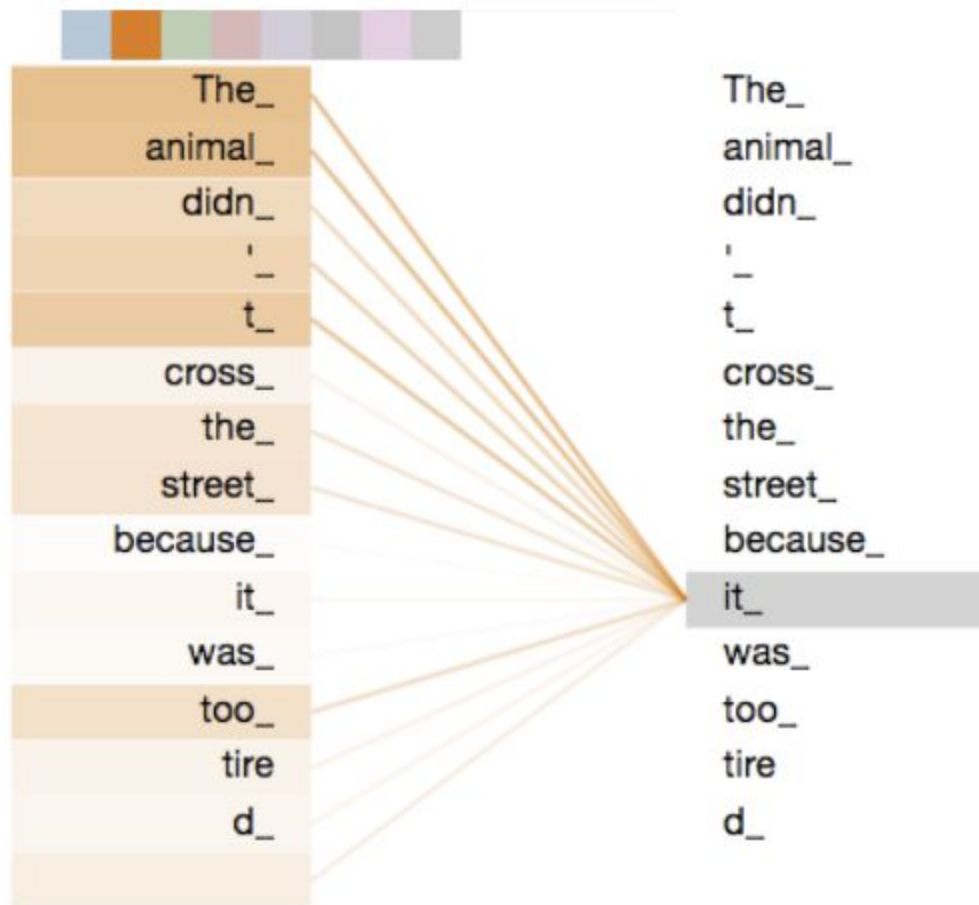 The_
animal_
didn_
'_
t_
cross_
the_
street_
because_
it_
was_
too_
tire
d_
The_
animal_
didn_
'_
t_
cross_
the_
street_
because_
it_
was_
too_
tire
d_